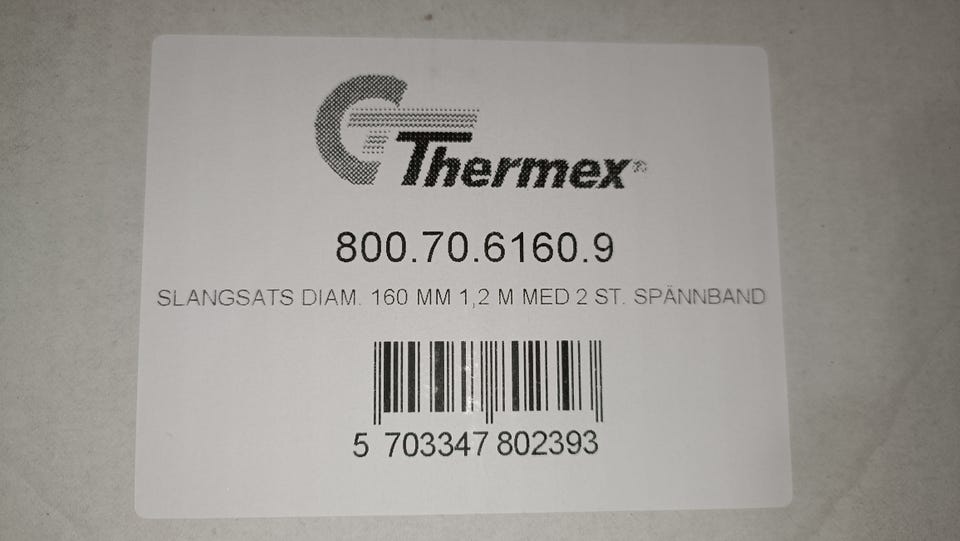 Thermex®
800.70.6160.9
SLANGSATS DIAM. 160 MM 1,2 M MED 2 ST. SPÄNNBAND
5 703347 802393